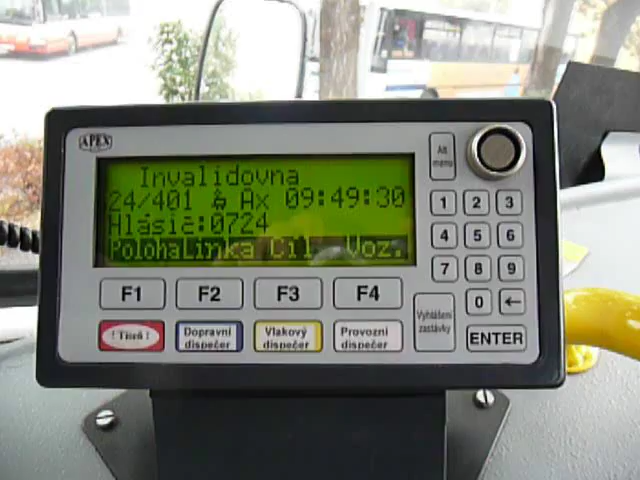 APEX
Invalidovna
24/401 Ax 09:49:30
Hlásič:0724
Poloha Linka Cíl. Voz.
Alt menu
1 2 3
4 5 6
7 8 9
0 ←
ENTER
F1 F2 F3 F4
! Tíseň !
Dopravní dispečer
Vlakový dispečer
Provozní dispečer
Vyhlášení zastávky